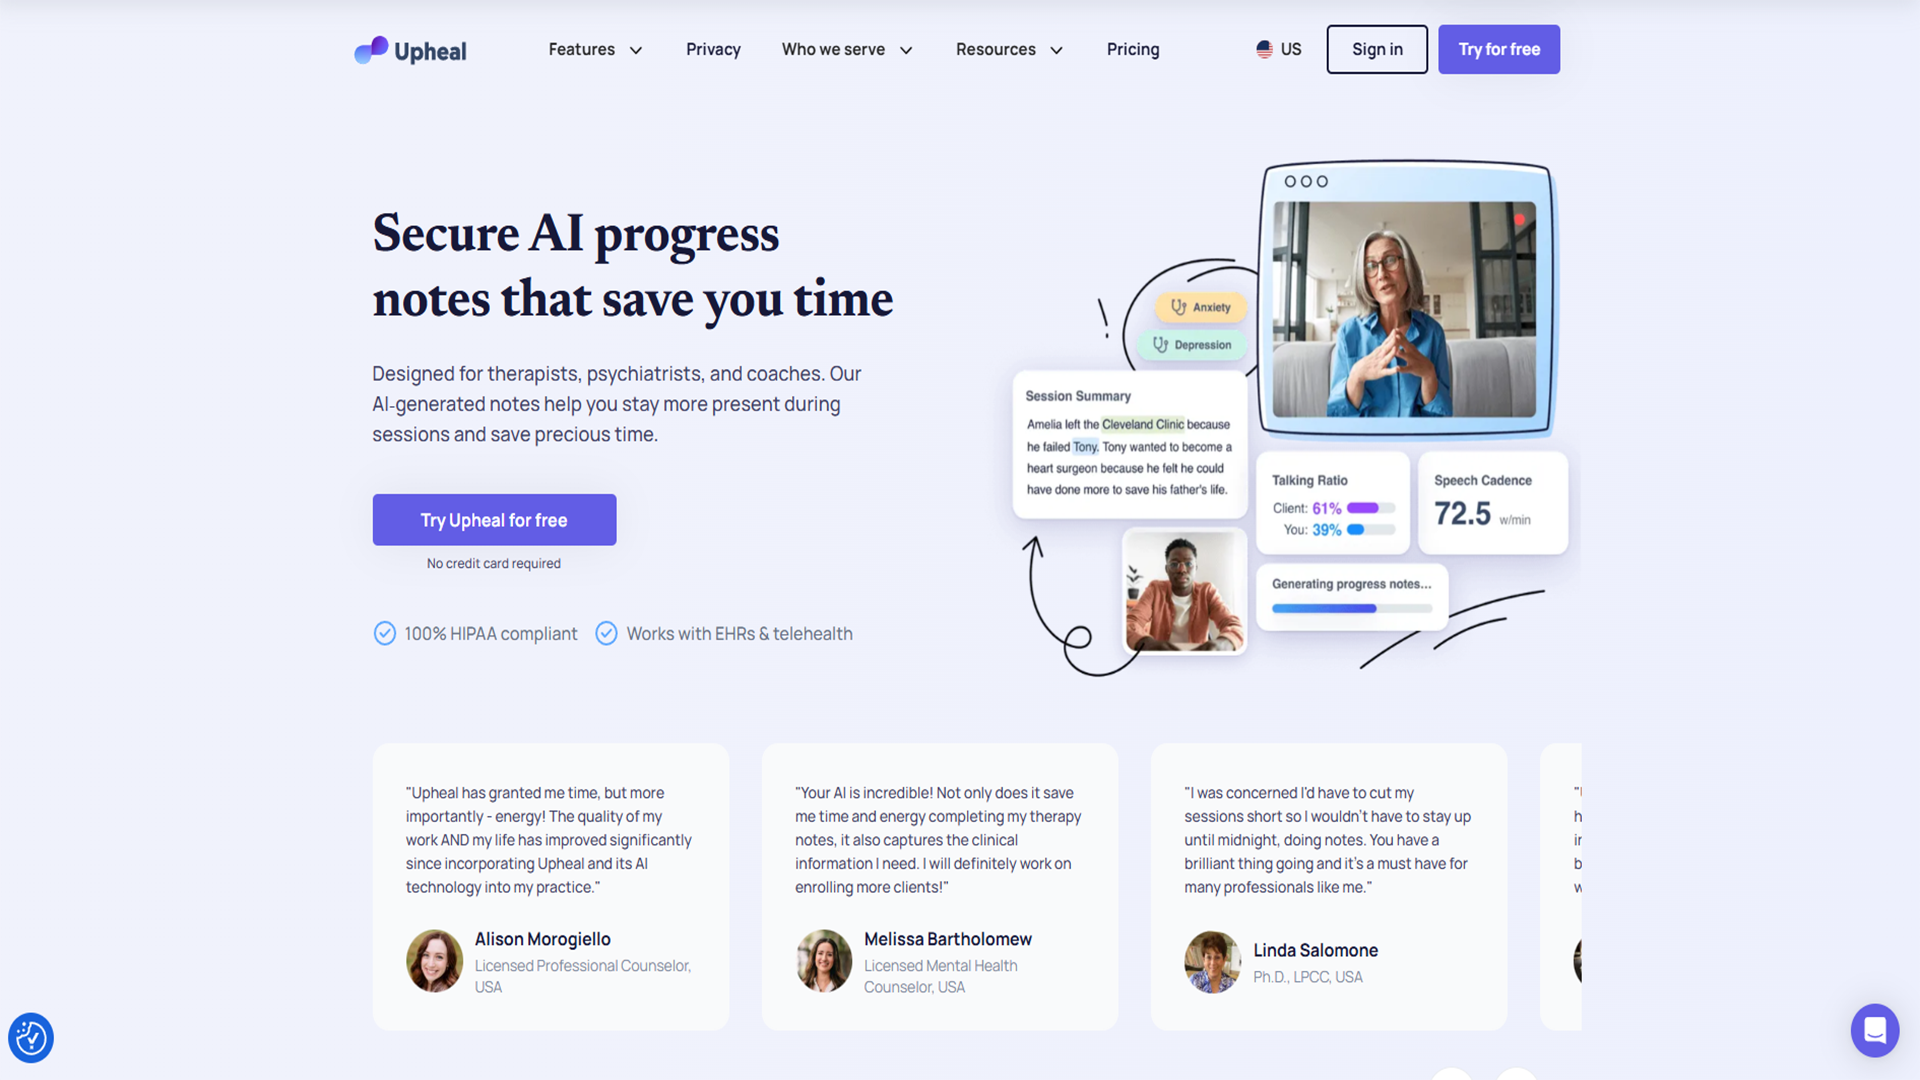 Upheal
Features
Privacy
Who we serve
Resources
Pricing
US
Sign in
Try for free
Secure AI progress
notes that save you time
Designed for therapists, psychiatrists, and coaches. Our
AI-generated notes help you stay more present during
sessions and save precious time.
Try Upheal for free
No credit card required
100% HIPAA compliant
Works with EHRs & telehealth
Anxiety
Depression
Session Summary
Amelia left the Cleveland Clinic because
he failed Tony. Tony wanted to become a
heart surgeon because he felt he could
have done more to save his father's life.
Talking Ratio
Client: 61%
You: 39%
Speech Cadence
72.5 w/min
Generating progress notes...
"Upheal has granted me time, but more
importantly - energy! The quality of my
work AND my life has improved significantly
since incorporating Upheal and its AI
technology into my practice."
Alison Morogiello
Licensed Professional Counselor,
USA
"Your AI is incredible! Not only does it save
me time and energy completing my therapy
notes, it also captures the clinical
information I need. I will definitely work on
enrolling more clients!"
Melissa Bartholomew
Licensed Mental Health
Counselor, USA
"I was concerned I'd have to cut my
sessions short so I wouldn't have to stay up
until midnight, doing notes. You have a
brilliant thing going and it's a must have for
many professionals like me."
Linda Salomone
Ph.D., LPCC, USA